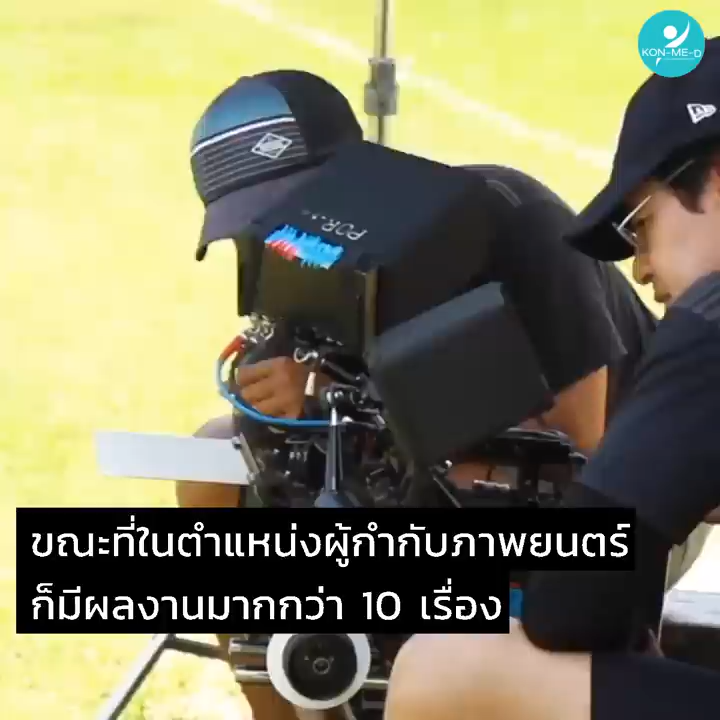 KON-ME-D
POR
ขณะที่ในตำแหน่งผู้กำกับภาพยนตร์
ก็มีผลงานมากกว่า 10 เรื่อง